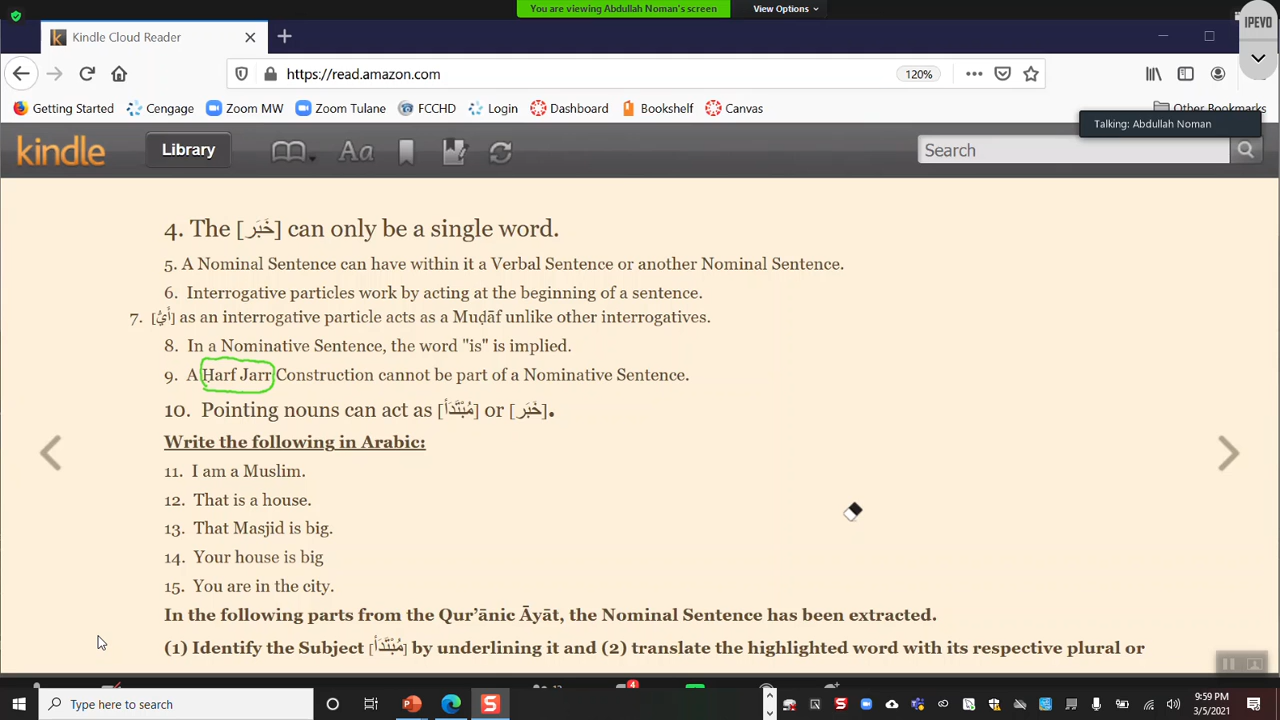 You are viewing Abdullah Noman's screen
View Options
IPEVO
Kindle Cloud Reader
https://read.amazon.com
120%
Getting Started
Cengage
Zoom MW
Zoom Tulane
FCCHD
Login
Dashboard
Bookshelf
Canvas
Other Bookmarks
Talking: Abdullah Noman
kindle
Library
Aa
Search
4. The [خَبَر] can only be a single word.
5. A Nominal Sentence can have within it a Verbal Sentence or another Nominal Sentence.
6. Interrogative particles work by acting at the beginning of a sentence.
7. [أَيُّ] as an interrogative particle acts as a Muḍāf unlike other interrogatives.
8. In a Nominative Sentence, the word "is" is implied.
9. A Ḥarf Jarr Construction cannot be part of a Nominative Sentence.
10. Pointing nouns can act as [مُبْتَدَأ] or [خَبَر].
Write the following in Arabic:
11. I am a Muslim.
12. That is a house.
13. That Masjid is big.
14. Your house is big
15. You are in the city.
In the following parts from the Qur'ānic Āyāt, the Nominal Sentence has been extracted.
(1) Identify the Subject [مُبْتَدَأ] by underlining it and (2) translate the highlighted word with its respective plural or
Type here to search
9:59 PM
3/5/2021